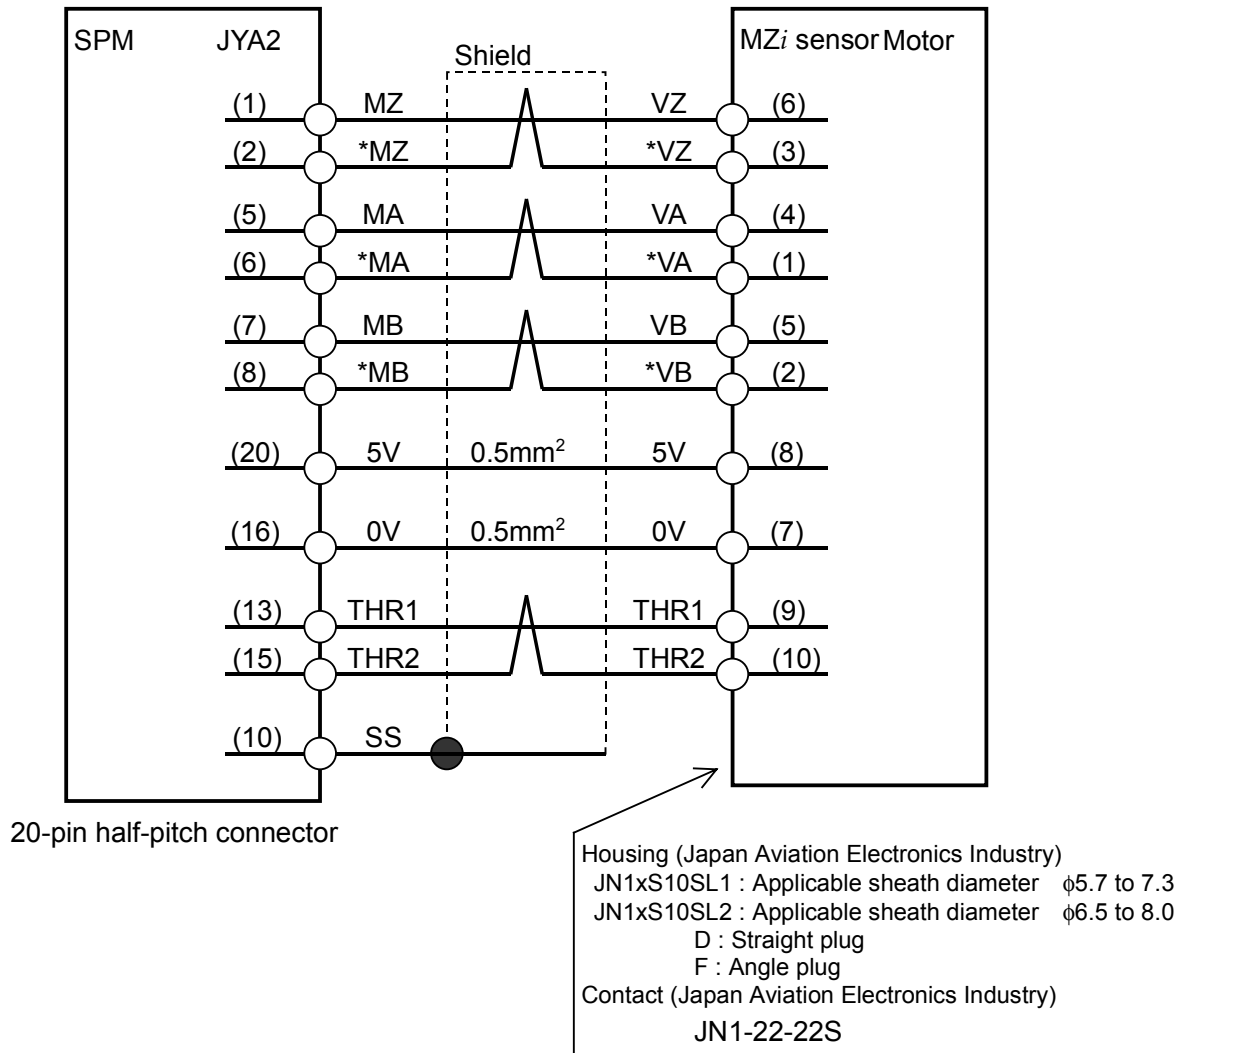 SPM JYA2 MZi sensor Motor
Shield
(1) MZ VZ (6)
(2) *MZ *VZ (3)
(5) MA VA (4)
(6) *MA *VA (1)
(7) MB VB (5)
(8) *MB *VB (2)
(20) 5V 0.5mm² 5V (8)
(16) 0V 0.5mm² 0V (7)
(13) THR1 THR1 (9)
(15) THR2 THR2 (10)
(10) SS
20-pin half-pitch connector
Housing (Japan Aviation Electronics Industry)
JN1xS10SL1 : Applicable sheath diameter ϕ5.7 to 7.3
JN1xS10SL2 : Applicable sheath diameter ϕ6.5 to 8.0
D : Straight plug
F : Angle plug
Contact (Japan Aviation Electronics Industry)
JN1-22-22S